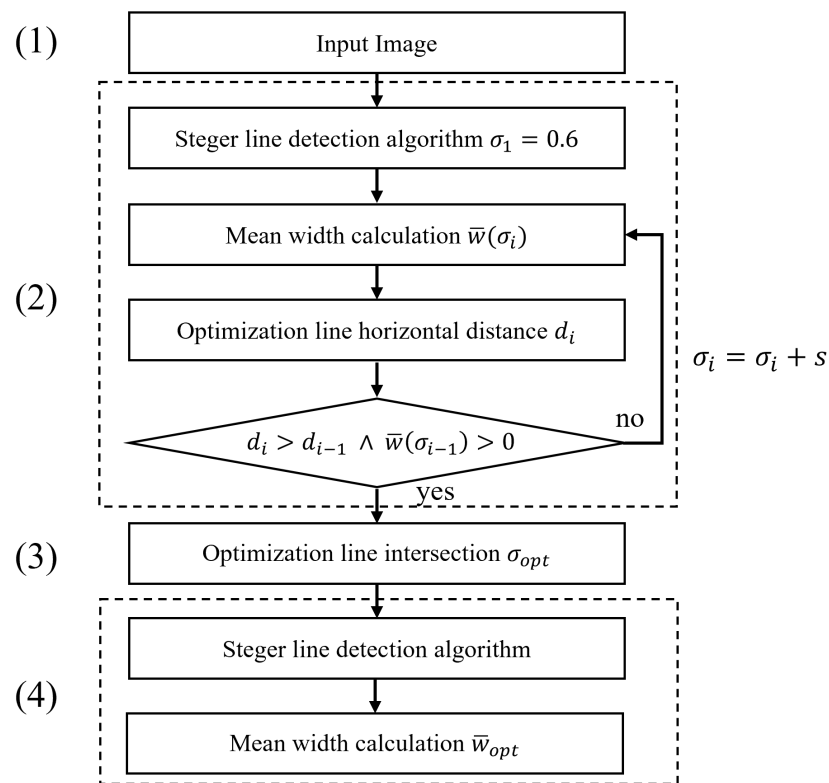 (1)
Input Image
Steger line detection algorithm σ₁ = 0.6
Mean width calculation w̅(σᵢ)
(2)
Optimization line horizontal distance dᵢ
σᵢ = σᵢ + s
no
dᵢ > dᵢ₋₁ ∧ w̅(σᵢ₋₁) > 0
yes
(3)
Optimization line intersection σ_opt
Steger line detection algorithm
(4)
Mean width calculation w̅_opt